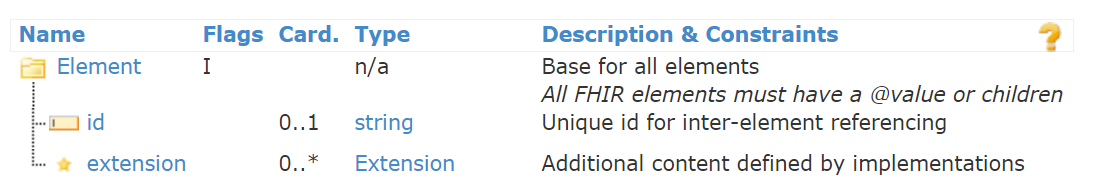 Name Flags Card. Type Description & Constraints ?
Element I n/a Base for all elements
All FHIR elements must have a @value or children
id 0..1 string Unique id for inter-element referencing
extension 0..* Extension Additional content defined by implementations